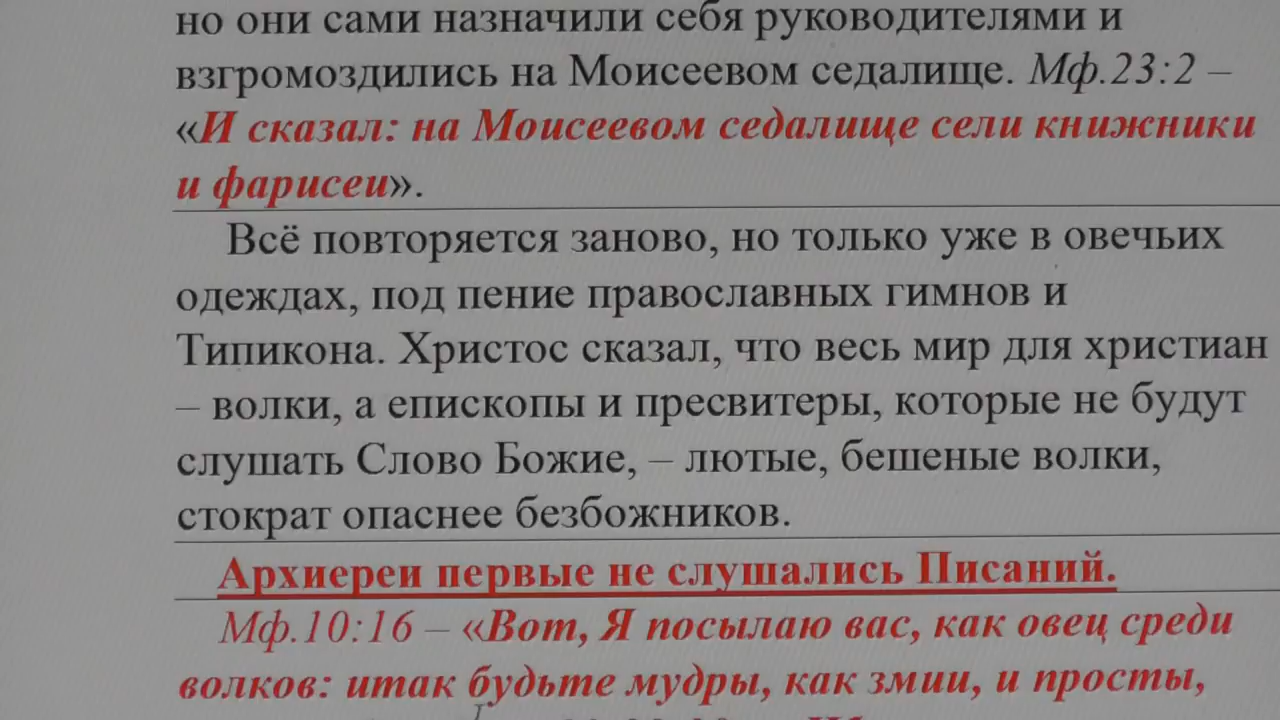 но они сами назначили себя руководителями и
взгромоздились на Моисеевом седалище. Мф.23:2 –
«И сказал: на Моисеевом седалище сели книжники
и фарисеи».
Всё повторяется заново, но только уже в овечьих
одеждах, под пение православных гимнов и
Типикона. Христос сказал, что весь мир для христиан
– волки, а епископы и пресвитеры, которые не будут
слушать Слово Божие, – лютые, бешеные волки,
стократ опаснее безбожников.
Архиереи первые не слушались Писаний.
Мф.10:16 – «Вот, Я посылаю вас, как овец среди
волков: итак будьте мудры, как змии, и просты,